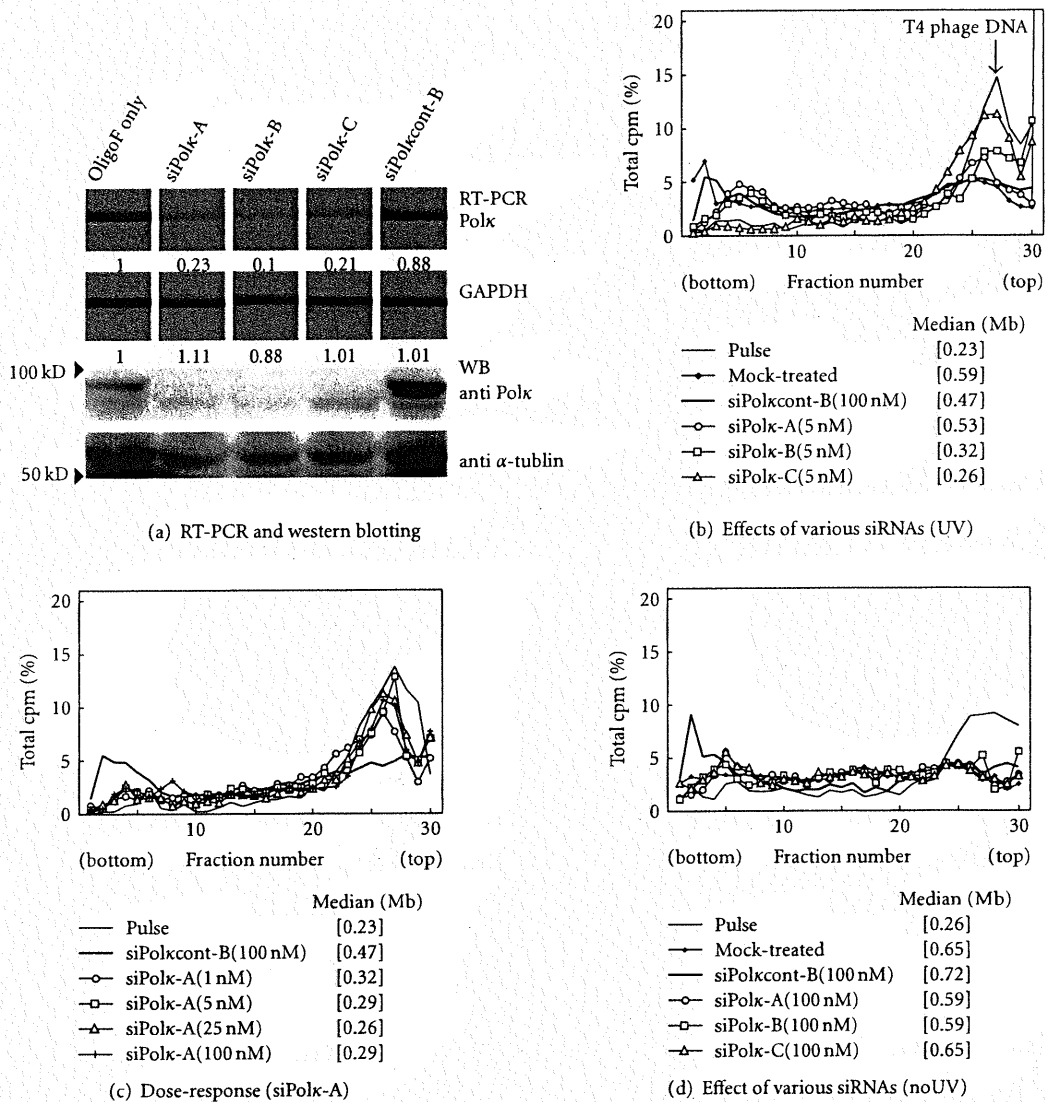 OligoF only
siPolκ-A
siPolκ-B
siPolκ-C
siPolκcont-B
RT-PCR
Polκ
1 0.23 0.1 0.21 0.88
GAPDH
1 1.11 0.88 1.01 1.01
100 kD
WB
anti Polκ
anti α-tublin
50 kD
(a) RT-PCR and western blotting
T4 phage DNA
Total cpm (%)
20
15
10
5
0
10 20 30
(bottom) Fraction number (top)
Median (Mb)
Pulse [0.23]
Mock-treated [0.59]
siPolκcont-B(100 nM) [0.47]
siPolκ-A(5 nM) [0.53]
siPolκ-B(5 nM) [0.32]
siPolκ-C(5 nM) [0.26]
(b) Effects of various siRNAs (UV)
Total cpm (%)
20
15
10
5
0
10 20 30
(bottom) Fraction number (top)
Median (Mb)
Pulse [0.23]
siPolκcont-B(100 nM) [0.47]
siPolκ-A(1 nM) [0.32]
siPolκ-A(5 nM) [0.29]
siPolκ-A(25 nM) [0.26]
siPolκ-A(100 nM) [0.29]
(c) Dose-response (siPolκ-A)
Total cpm (%)
20
15
10
5
0
10 20 30
(bottom) Fraction number (top)
Median (Mb)
Pulse [0.26]
Mock-treated [0.65]
siPolκcont-B(100 nM) [0.72]
siPolκ-A(100 nM) [0.59]
siPolκ-B(100 nM) [0.59]
siPolκ-C(100 nM) [0.65]
(d) Effect of various siRNAs (noUV)